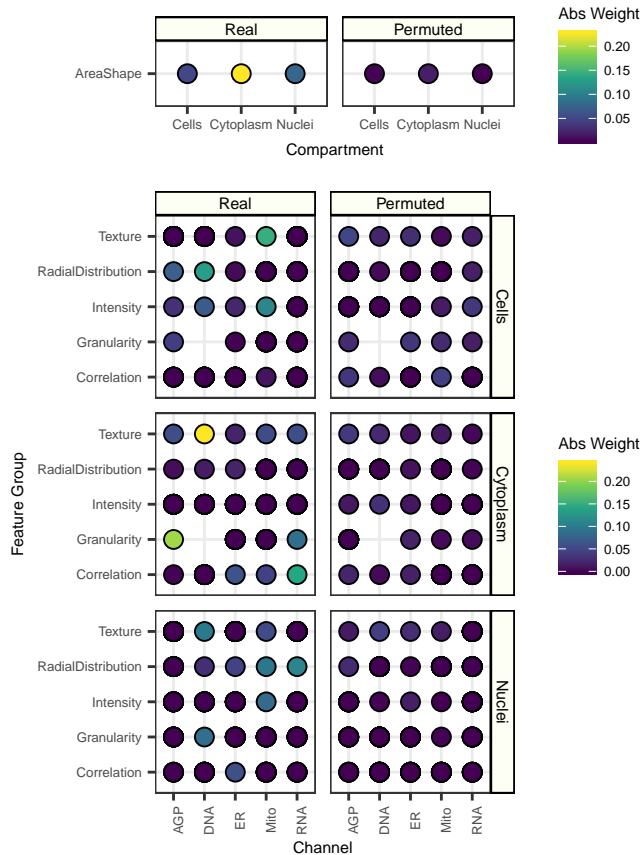 Abs Weight
0.20
0.15
0.10
0.05
Real
Permuted
AreaShape
Cells
Cytoplasm
Nuclei
Cells
Cytoplasm
Nuclei
Compartment
Real
Permuted
Texture
RadialDistribution
Intensity
Granularity
Correlation
Cells
Texture
RadialDistribution
Intensity
Granularity
Correlation
Cytoplasm
Texture
RadialDistribution
Intensity
Granularity
Correlation
Nuclei
Feature Group
Abs Weight
0.20
0.15
0.10
0.05
0.00
AGP
DNA
ER
Mito
RNA
AGP
DNA
ER
Mito
RNA
Channel